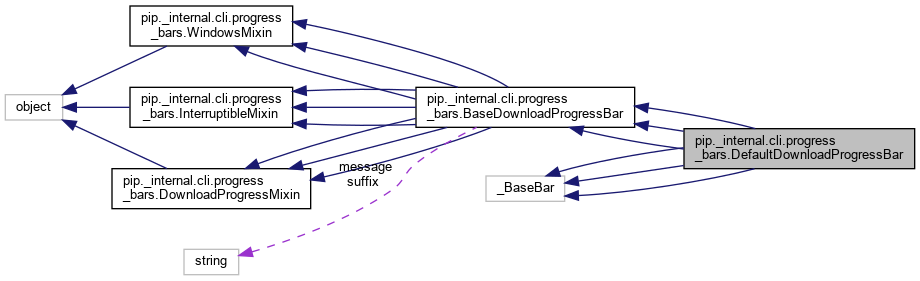 pip._internal.cli.progress
_bars.WindowsMixin
object
pip._internal.cli.progress
_bars.InterruptibleMixin
pip._internal.cli.progress
_bars.BaseDownloadProgressBar
pip._internal.cli.progress
_bars.DefaultDownloadProgressBar
message
suffix
pip._internal.cli.progress
_bars.DownloadProgressMixin
_BaseBar
string